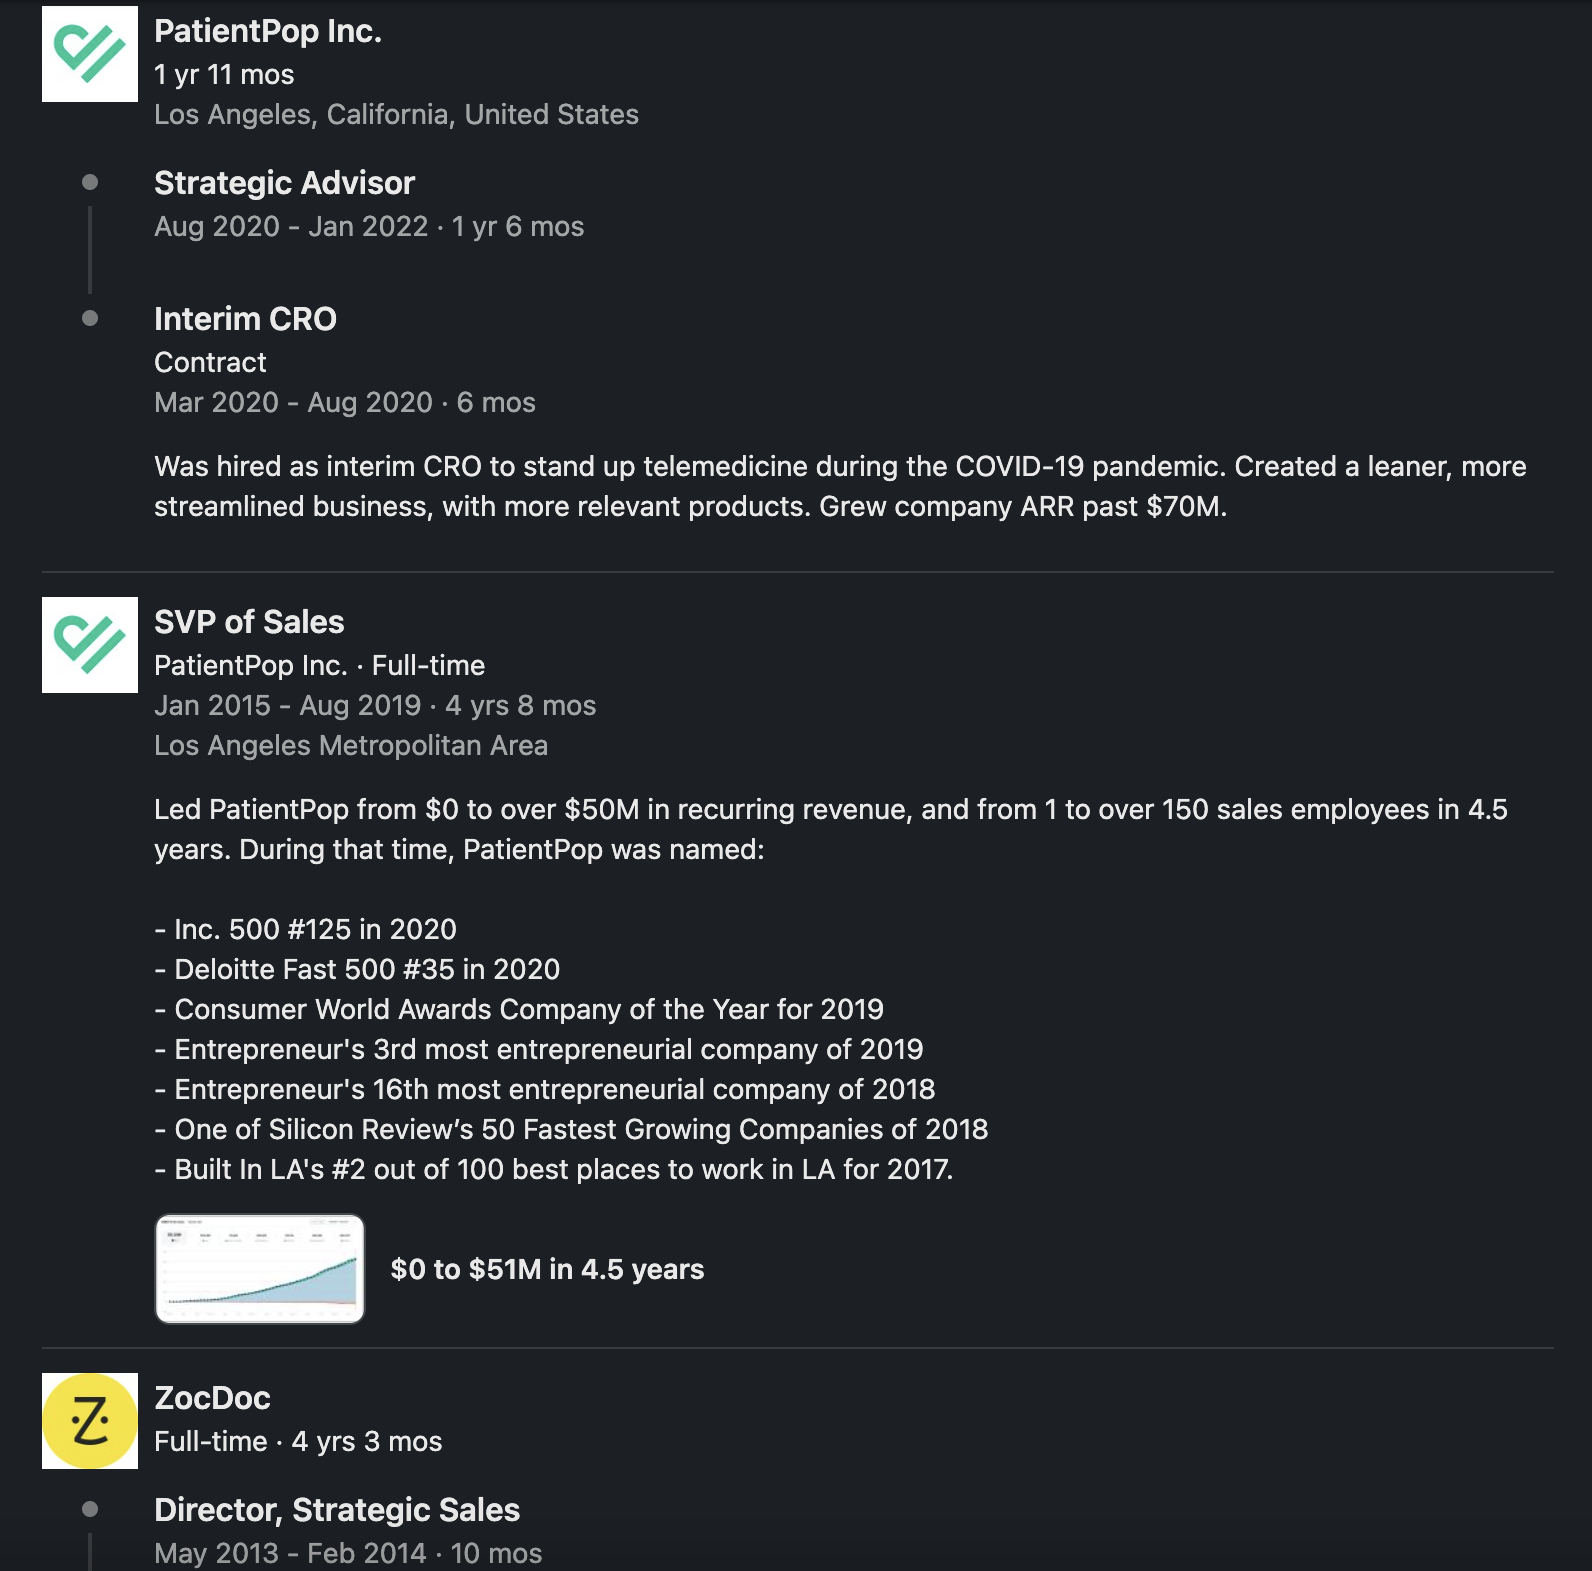 PatientPop Inc.
1 yr 11 mos
Los Angeles, California, United States
Strategic Advisor
Aug 2020 - Jan 2022 · 1 yr 6 mos
Interim CRO
Contract
Mar 2020 - Aug 2020 · 6 mos
Was hired as interim CRO to stand up telemedicine during the COVID-19 pandemic. Created a leaner, more
streamlined business, with more relevant products. Grew company ARR past $70M.
SVP of Sales
PatientPop Inc. · Full-time
Jan 2015 - Aug 2019 · 4 yrs 8 mos
Los Angeles Metropolitan Area
Led PatientPop from $0 to over $50M in recurring revenue, and from 1 to over 150 sales employees in 4.5
years. During that time, PatientPop was named:
- Inc. 500 #125 in 2020
- Deloitte Fast 500 #35 in 2020
- Consumer World Awards Company of the Year for 2019
- Entrepreneur's 3rd most entrepreneurial company of 2019
- Entrepreneur's 16th most entrepreneurial company of 2018
- One of Silicon Review’s 50 Fastest Growing Companies of 2018
- Built In LA's #2 out of 100 best places to work in LA for 2017.
$0 to $51M in 4.5 years
ZocDoc
Full-time · 4 yrs 3 mos
Director, Strategic Sales
May 2013 - Feb 2014 · 10 mos